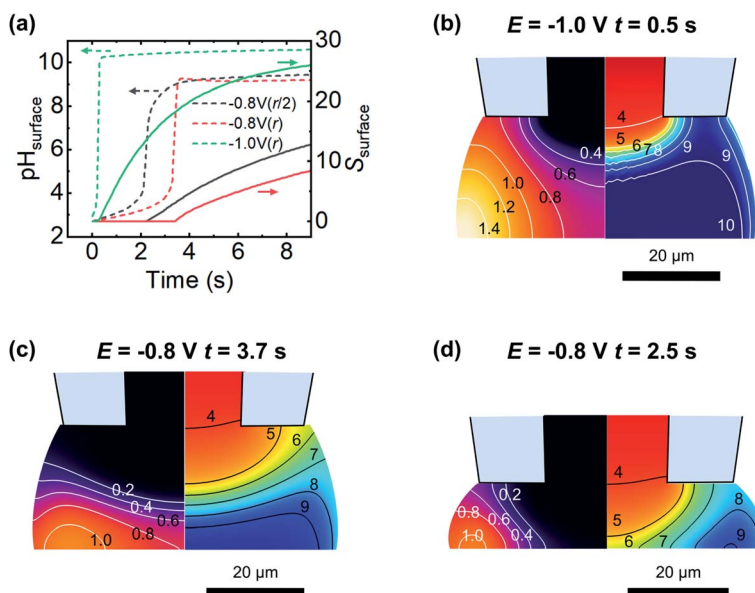 (a)
pH_surface
10
8
6
4
2
30
20
10
0
S_surface
-0.8V(r/2)
-0.8V(r)
-1.0V(r)
0 2 4 6 8
Time (s)
(b) E = -1.0 V t = 0.5 s
4
5 6 7 8 9 9
0.4
0.6
1.0 0.8
1.2
1.4
10
20 µm
(c) E = -0.8 V t = 3.7 s
4
5 6
7
0.2 8
0.4 9
0.6
1.0 0.8
20 µm
(d) E = -0.8 V t = 2.5 s
4
0.2
0.8
0.6 5 8
0.4 6 7
1.0 9
20 µm